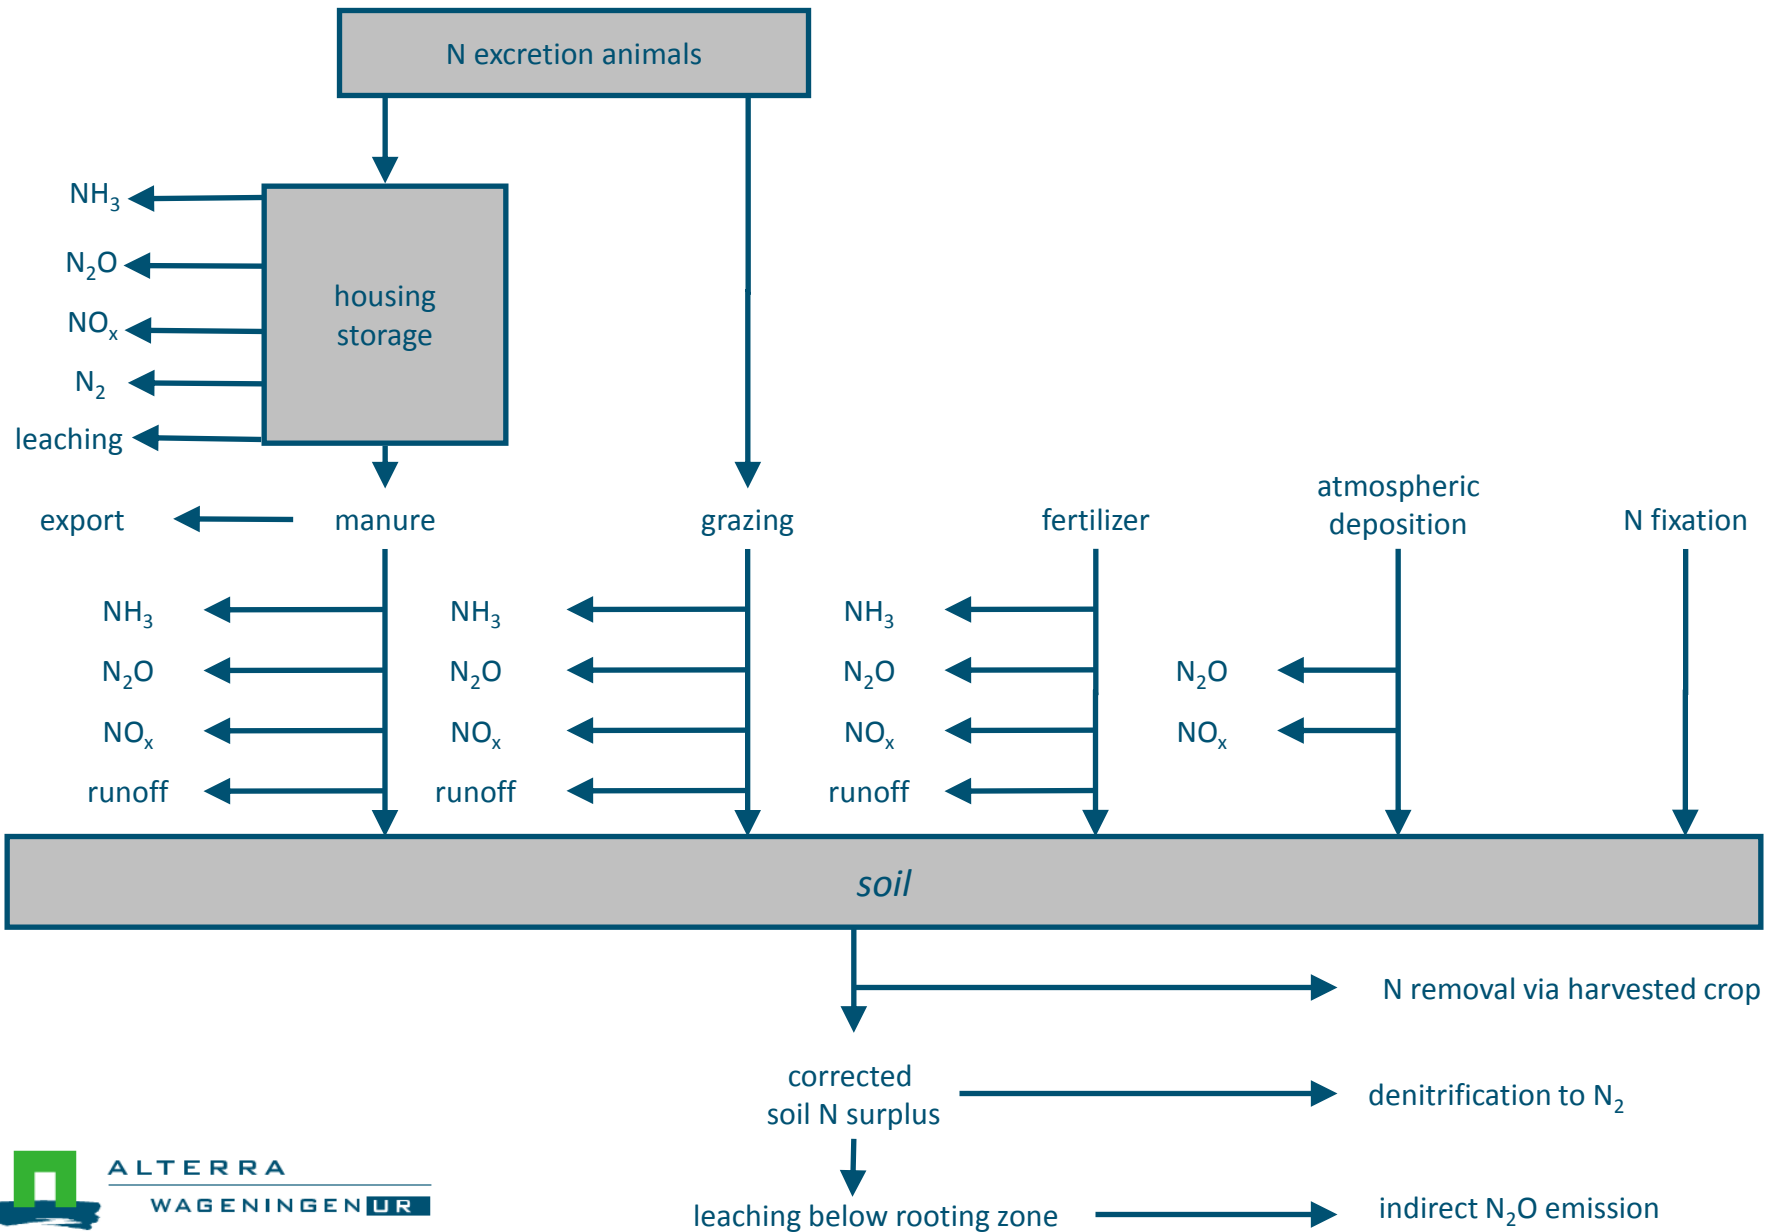 N excretion animals
NH₃
N₂O
NOₓ
N₂
leaching
housing
storage
export
manure
grazing
fertilizer
atmospheric
deposition
N fixation
NH₃
NH₃
NH₃
N₂O
N₂O
N₂O
N₂O
NOₓ
NOₓ
NOₓ
NOₓ
runoff
runoff
runoff
soil
N removal via harvested crop
corrected
soil N surplus
denitrification to N₂
leaching below rooting zone
indirect N₂O emission
ALTERRA
WAGENINGEN UR